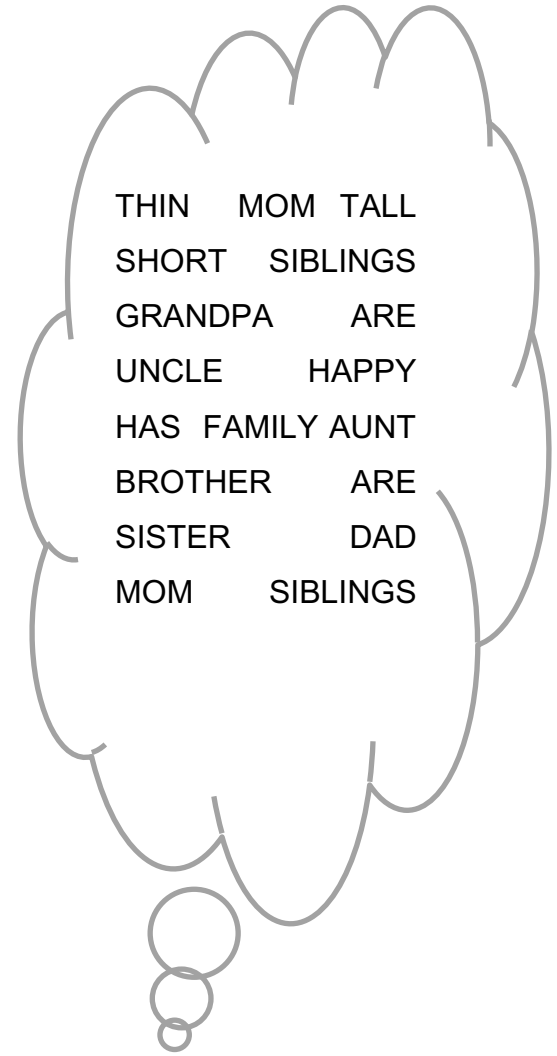 THIN MOM TALL
SHORT SIBLINGS
GRANDPA ARE
UNCLE HAPPY
HAS FAMILY AUNT
BROTHER ARE
SISTER DAD
MOM SIBLINGS